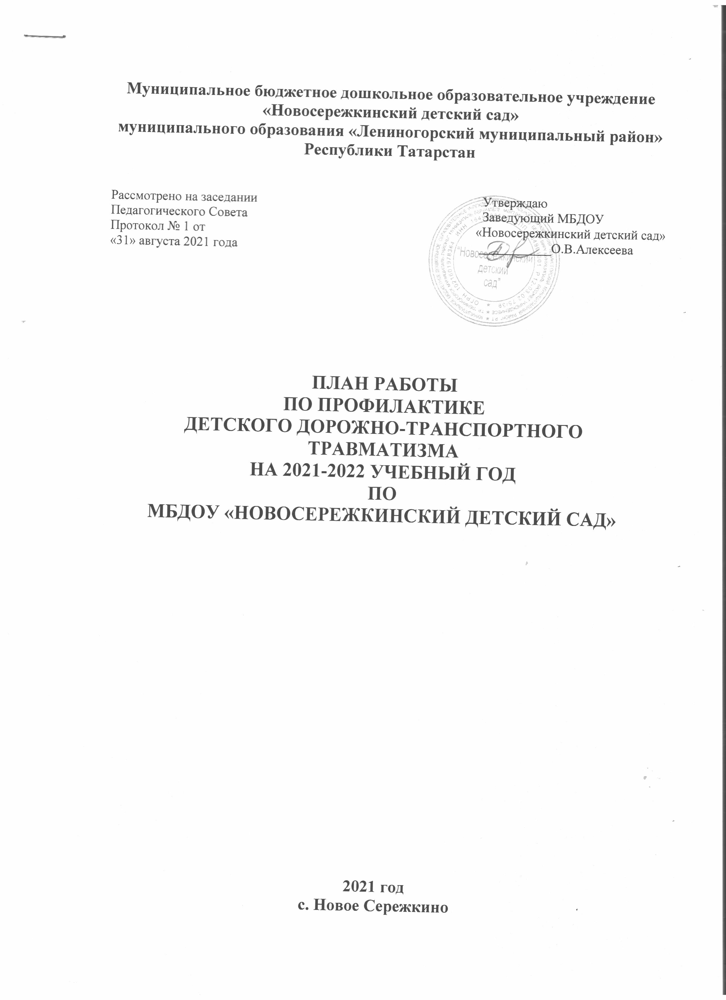 Муниципальное бюджетное дошкольное образовательное учреждение
«Новосережкинский детский сад»
муниципального образования «Лениногорский муниципальный район»
Республики Татарстан
Рассмотрено на заседании
Педагогического Совета
Протокол № 1 от
«31» августа 2021 года
Утверждаю
Заведующий МБДОУ
«Новосережкинский детский сад»
О.В.Алексеева
"Новосережкинский
детский
сад"
ОГРН 1021601978364 ИНН
ПЛАН РАБОТЫ
ПО ПРОФИЛАКТИКЕ
ДЕТСКОГО ДОРОЖНО-ТРАНСПОРТНОГО
ТРАВМАТИЗМА
НА 2021-2022 УЧЕБНЫЙ ГОД
ПО
МБДОУ «НОВОСЕРЕЖКИНСКИЙ ДЕТСКИЙ САД»
2021 год
с. Новое Сережкино